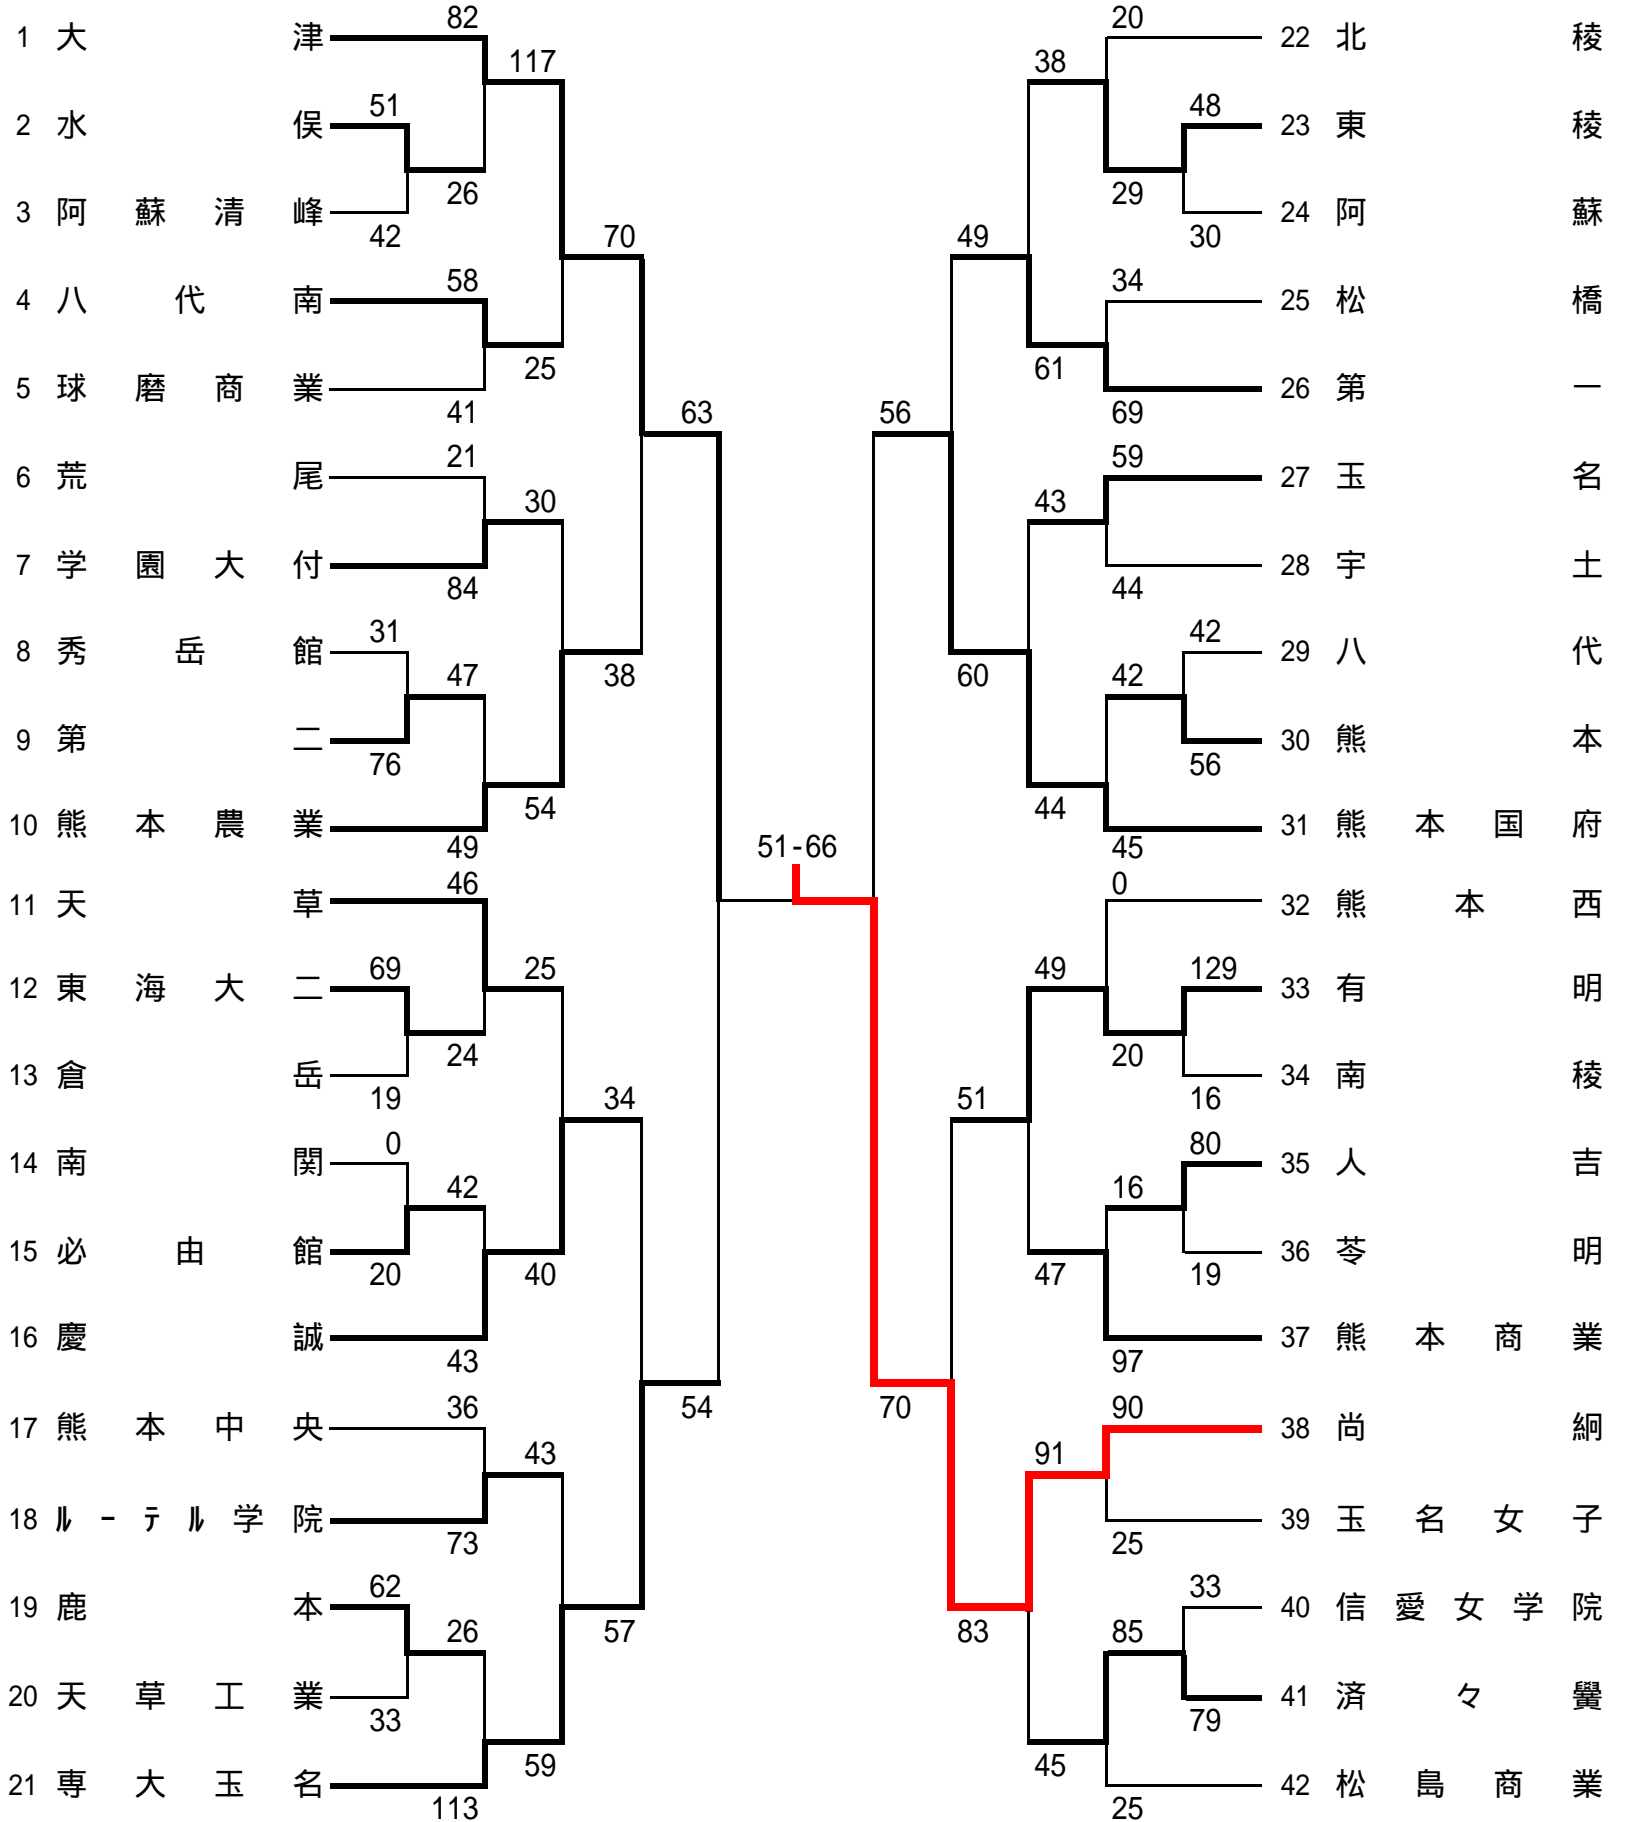 82
1 大津
117
51
2 水俣
26
3 阿蘇清峰
42
70
58
4 八代南
25
5 球磨商業
41
63
21
6 荒尾
30
7 学園大付
84
31
8 秀岳館
47
38
9 第二
76
54
10 熊本農業
49
51-66
46
11 天草
69
25
12 東海大二
24
13 倉岳
19
34
0
14 南関
42
15 必由館
20
40
16 慶誠
43
54
36
17 熊本中央
43
18 ルーテル学院
73
62
19 鹿本
26
57
20 天草工業
33
59
21 専大玉名
113
20
22 北稜
38
48
23 東稜
29
24 阿蘇
30
49
34
25 松橋
61
26 第一
69
56
59
27 玉名
43
28 宇土
44
42
29 八代
42
60
30 熊本
56
44
31 熊本国府
45
0
32 熊本西
49
129
33 有明
20
34 南稜
16
51
80
35 人吉
16
36 苓明
19
47
37 熊本商業
97
70
90
38 尚絅
91
39 玉名女子
25
33
40 信愛女学院
83
85
41 済々黌
79
45
42 松島商業
25